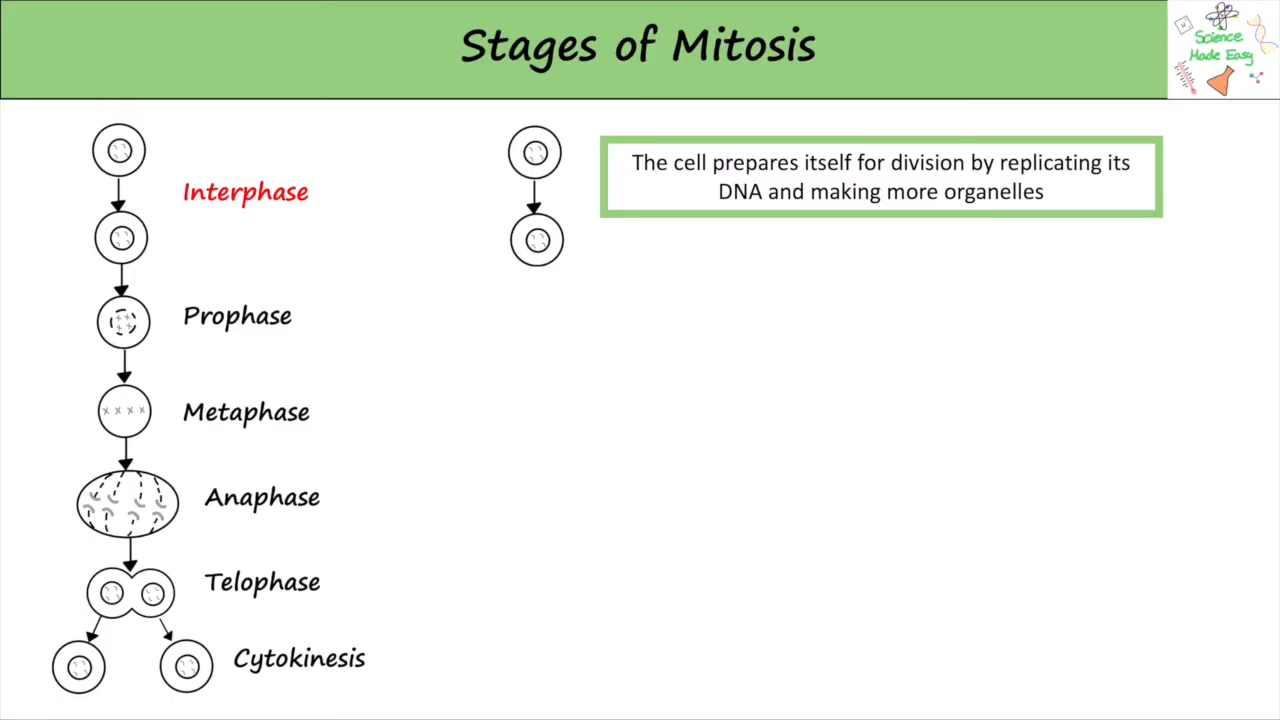 Stages of Mitosis
Science
Made Easy
Interphase
The cell prepares itself for division by replicating its
DNA and making more organelles
Prophase
Metaphase
Anaphase
Telophase
Cytokinesis